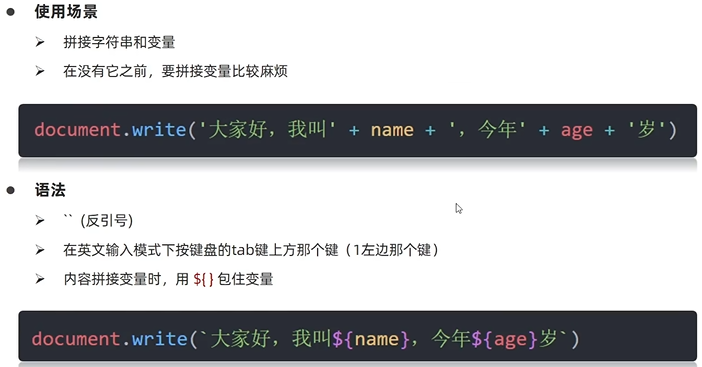 使用场景
拼接字符串和变量
在没有它之前，要拼接变量比较麻烦
document.write('大家好，我叫' + name + '，今年' + age + '岁')
语法
`` (反引号)
在英文输入模式下按键盘的tab键上方那个键（1左边那个键）
内容拼接变量时，用 ${} 包住变量
document.write(`大家好，我叫${name}，今年${age}岁`)